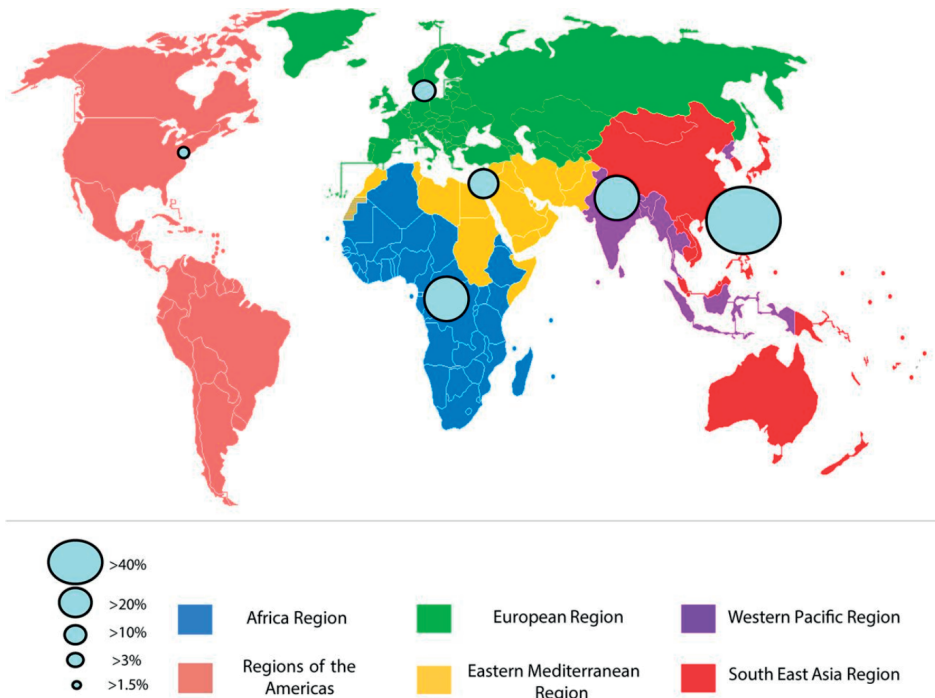 >40%
>20%
>10%
>3%
>1.5%
Africa Region
European Region
Western Pacific Region
Regions of the
Americas
Eastern Mediterranean
Region
South East Asia Region